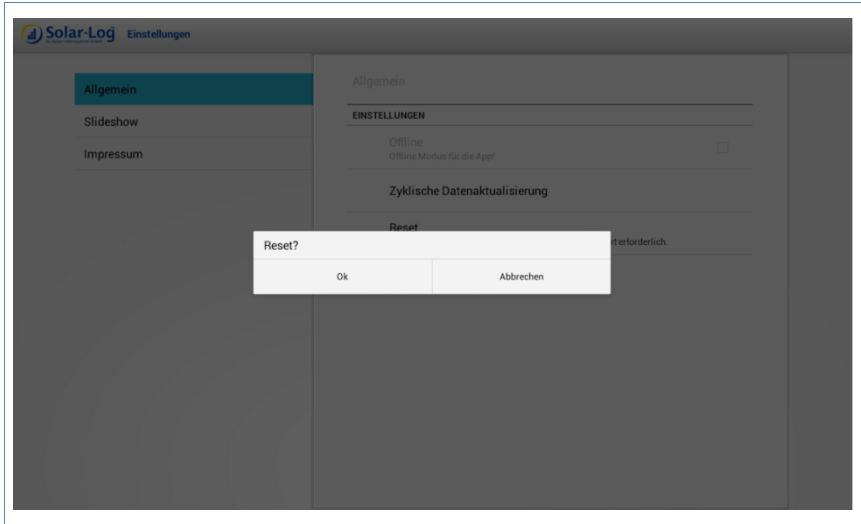 Solar-Log Einstellungen
Allgemein
Slideshow
Impressum
Allgemein
EINSTELLUNGEN
Offline
Offline Modus für die App!
Zyklische Datenaktualisierung
Reset
erforderlich.
Reset?
Ok
Abbrechen